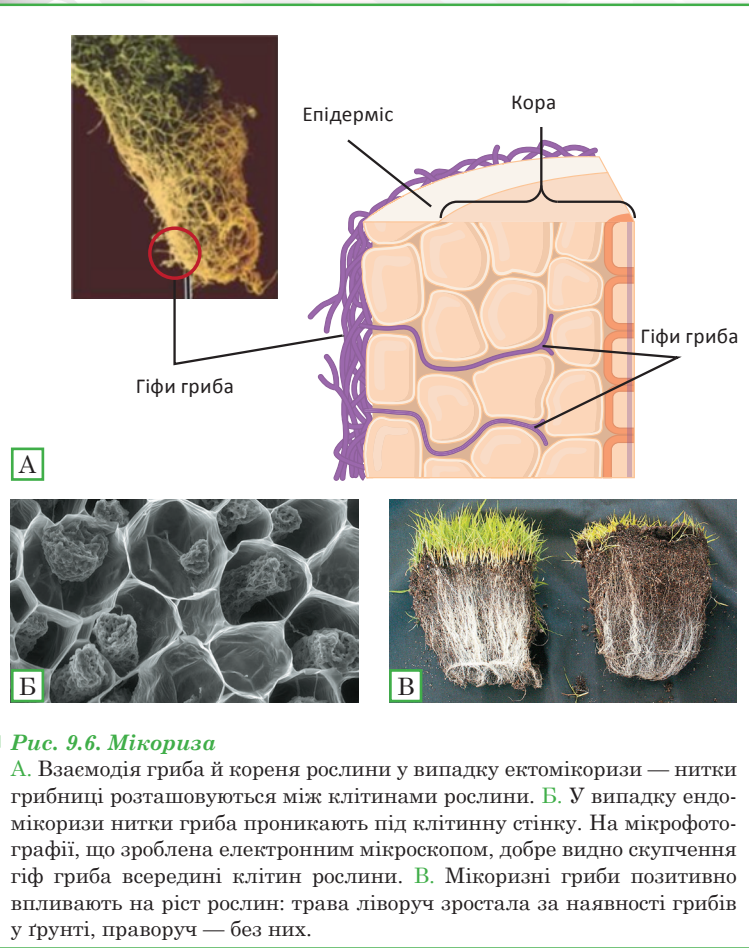 Епідерміс
Кора
Гіфи гриба
Гіфи гриба
А
Б
В
Рис. 9.6. Мікориза
А. Взаємодія гриба й кореня рослини у випадку ектомікоризи — нитки
грибниці розташовуються між клітинами рослини. Б. У випадку ендо-
мікоризи нитки гриба проникають під клітинну стінку. На мікрофото-
графії, що зроблена електронним мікроскопом, добре видно скупчення
гіф гриба всередині клітин рослини. В. Мікоризні гриби позитивно
впливають на ріст рослин: трава ліворуч зростала за наявності грибів
у ґрунті, праворуч — без них.